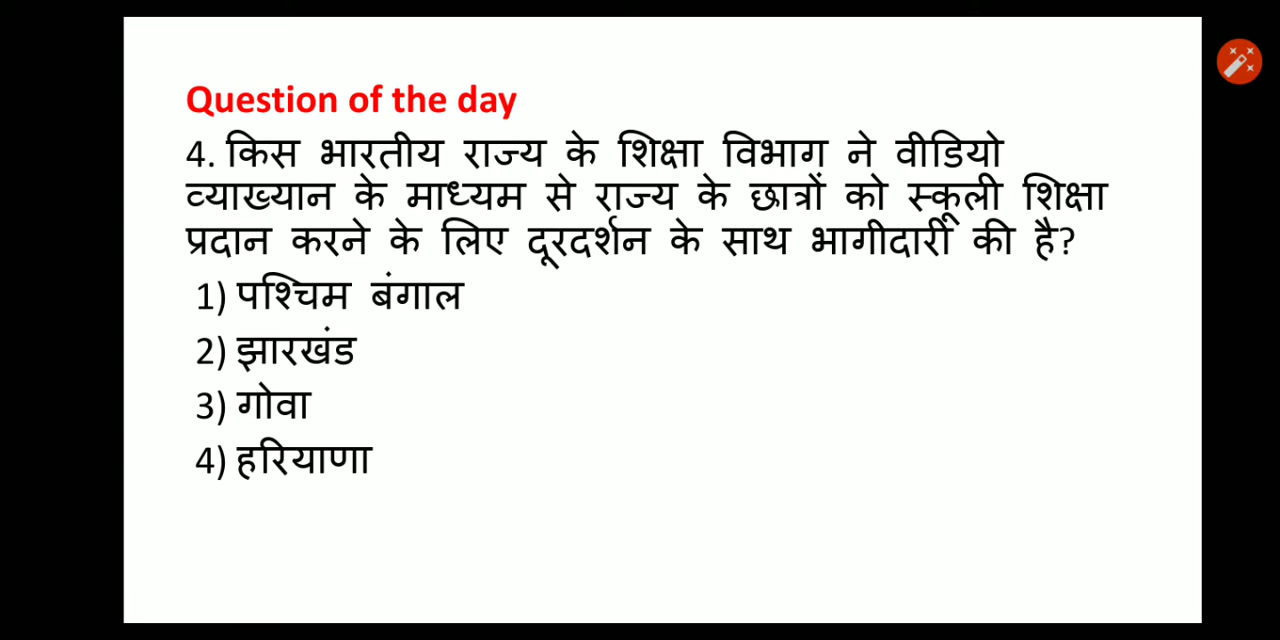 Question of the day
4. किस भारतीय राज्य के शिक्षा विभाग ने वीडियो
व्याख्यान के माध्यम से राज्य के छात्रों को स्कूली शिक्षा
प्रदान करने के लिए दूरदर्शन के साथ भागीदारी की है?
1) पश्चिम बंगाल
2) झारखंड
3) गोवा
4) हरियाणा